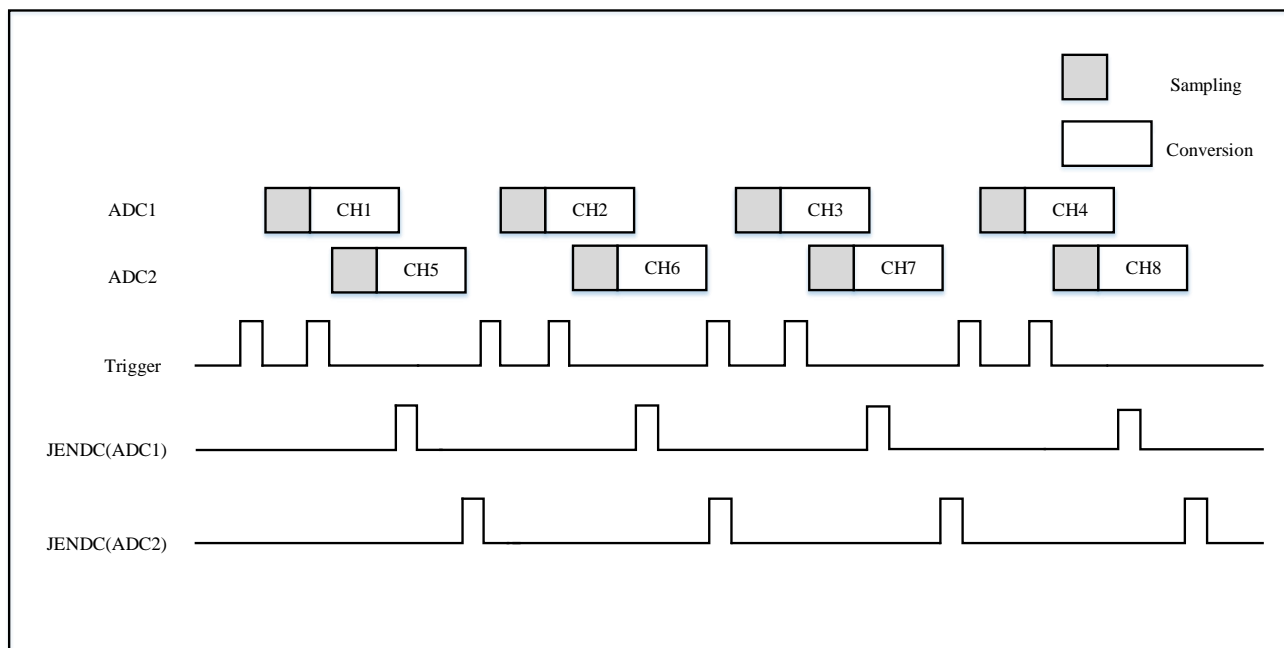 Sampling
Conversion
ADC1 CH1 CH2 CH3 CH4
ADC2 CH5 CH6 CH7 CH8
Trigger
JENDC(ADC1)
JENDC(ADC2)